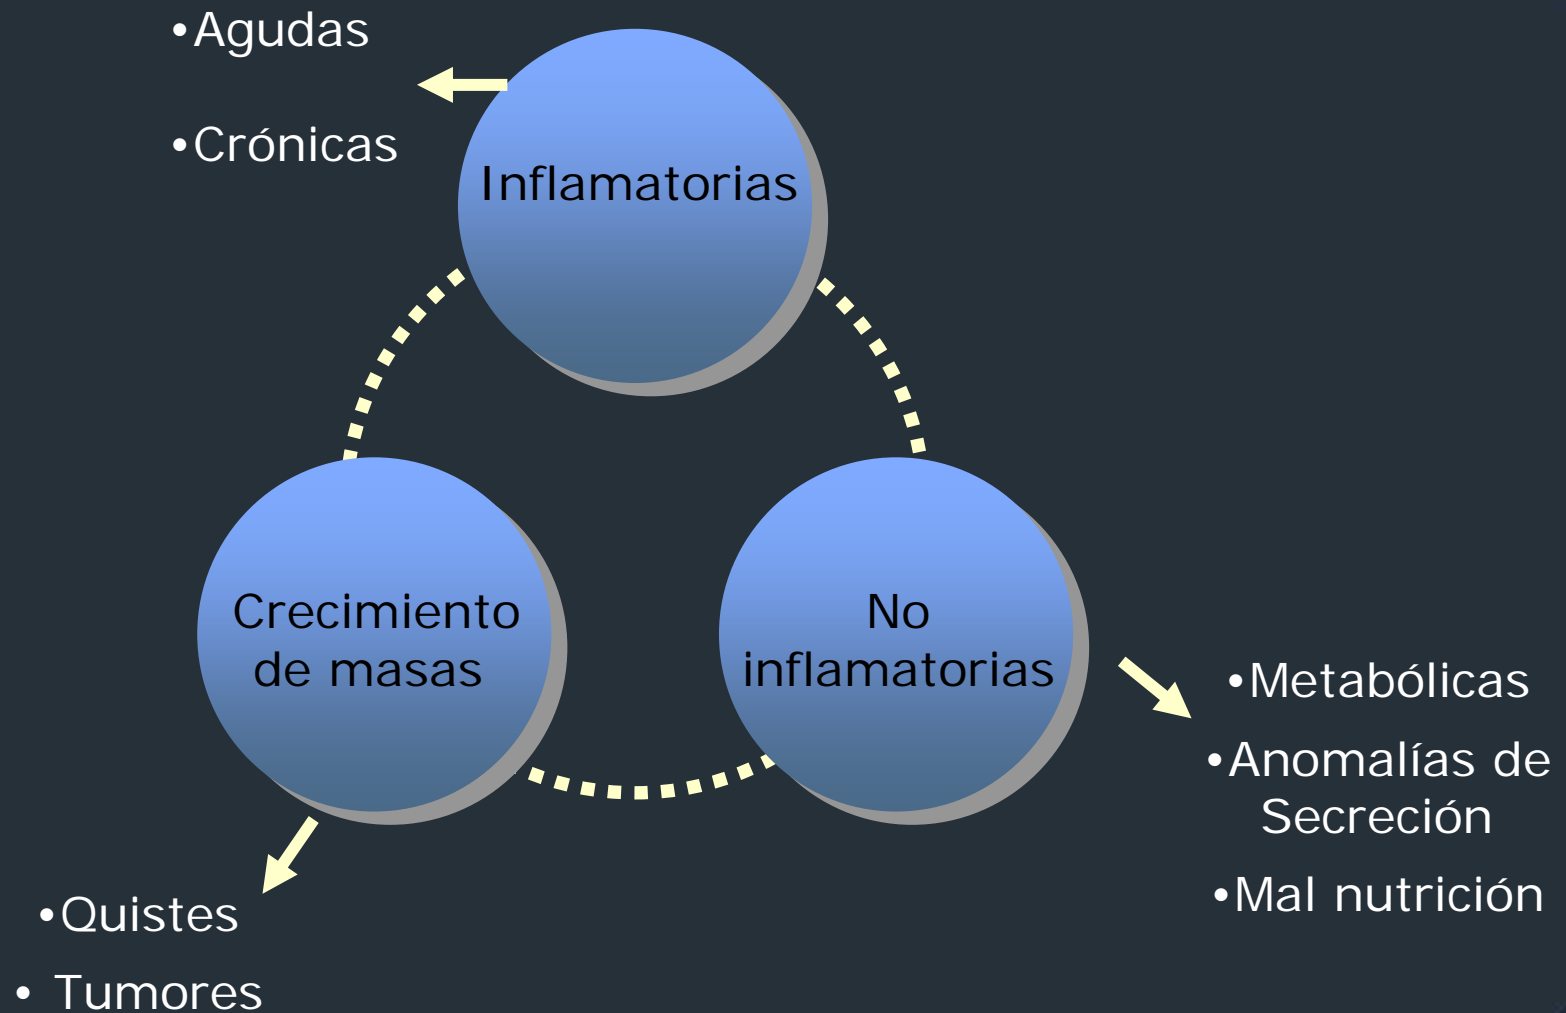 •Agudas
•Crónicas
Inflamatorias
Crecimiento
de masas
No
inflamatorias
•Metabólicas
•Anomalías de
Secreción
•Mal nutrición
•Quistes
• Tumores